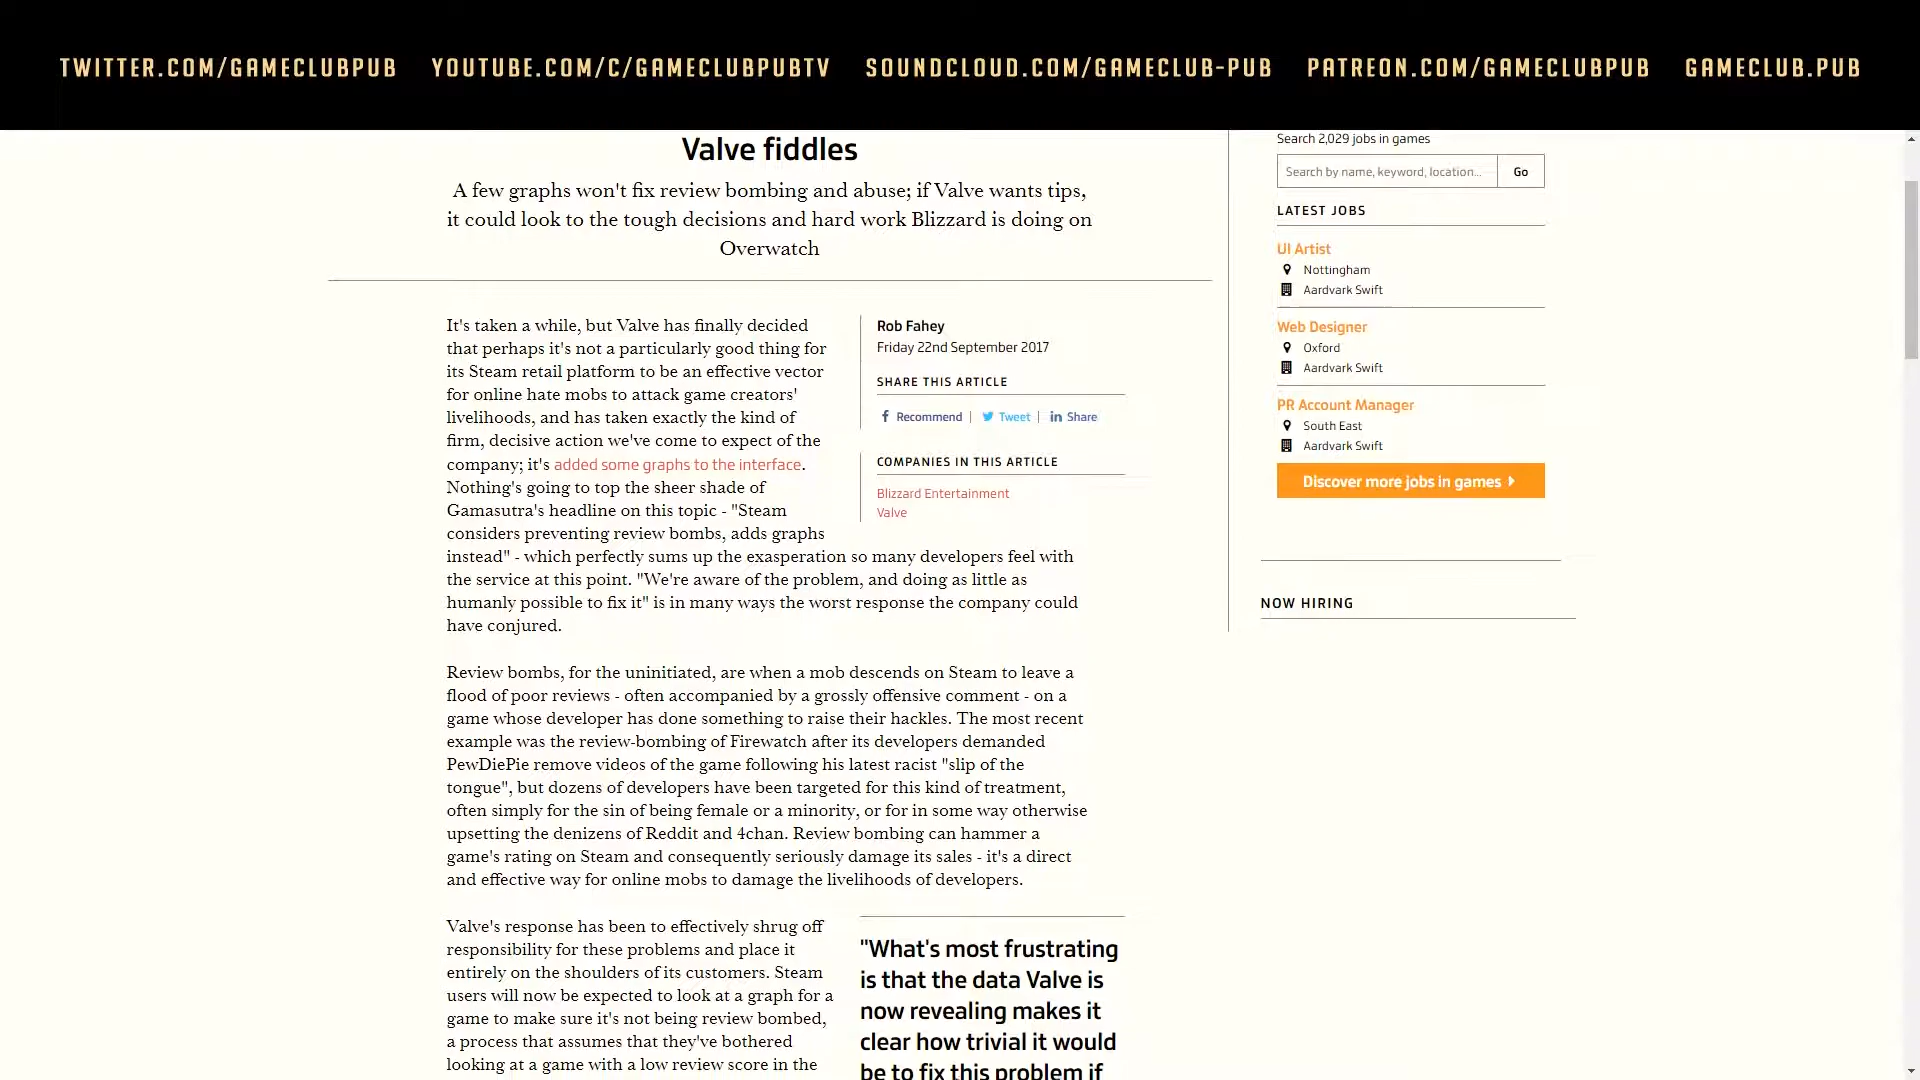 TWITTER.COM/GAMECLUBPUB YOUTUBE.COM/C/GAMECLUBPUBTV SOUNDCLOUD.COM/GAMECLUB-PUB PATREON.COM/GAMECLUBPUB GAMECLUB.PUB
Valve fiddles
A few graphs won't fix review bombing and abuse; if Valve wants tips,
it could look to the tough decisions and hard work Blizzard is doing on
Overwatch
It's taken a while, but Valve has finally decided
that perhaps it's not a particularly good thing for
its Steam retail platform to be an effective vector
for online hate mobs to attack game creators'
livelihoods, and has taken exactly the kind of
firm, decisive action we've come to expect of the
company; it's added some graphs to the interface.
Nothing's going to top the sheer shade of
Gamasutra's headline on this topic - "Steam
considers preventing review bombs, adds graphs
instead" - which perfectly sums up the exasperation so many developers feel with
the service at this point. "We're aware of the problem, and doing as little as
humanly possible to fix it" is in many ways the worst response the company could
have conjured.
Rob Fahey
Friday 22nd September 2017
SHARE THIS ARTICLE
Recommend | Tweet | Share
COMPANIES IN THIS ARTICLE
Blizzard Entertainment
Valve
Review bombs, for the uninitiated, are when a mob descends on Steam to leave a
flood of poor reviews - often accompanied by a grossly offensive comment - on a
game whose developer has done something to raise their hackles. The most recent
example was the review-bombing of Firewatch after its developers demanded
PewDiePie remove videos of the game following his latest racist "slip of the
tongue", but dozens of developers have been targeted for this kind of treatment,
often simply for the sin of being female or a minority, or for in some way otherwise
upsetting the denizens of Reddit and 4chan. Review bombing can hammer a
game's rating on Steam and consequently seriously damage its sales - it's a direct
and effective way for online mobs to damage the livelihoods of developers.
Valve's response has been to effectively shrug off
responsibility for these problems and place it
entirely on the shoulders of its customers. Steam
users will now be expected to look at a graph for a
game to make sure it's not being review bombed,
a process that assumes that they've bothered
looking at a game with a low review score in the
"What's most frustrating
is that the data Valve is
now revealing makes it
clear how trivial it would
be to fix this problem if
Search 2,029 jobs in games
Search by name, keyword, location...
Go
LATEST JOBS
UI Artist
Nottingham
Aardvark Swift
Web Designer
Oxford
Aardvark Swift
PR Account Manager
South East
Aardvark Swift
Discover more jobs in games
NOW HIRING